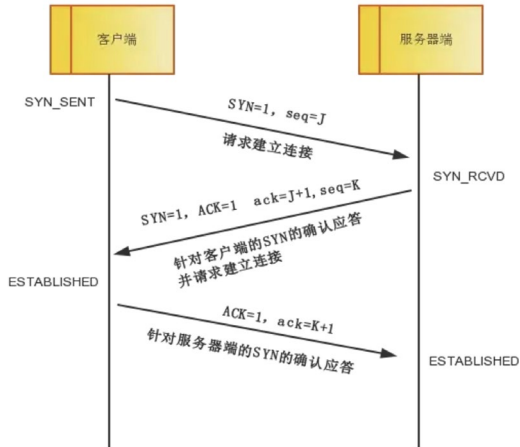 客户端
服务器端
SYN_SENT
SYN=1, seq=J
请求建立连接
SYN_RCVD
SYN=1, ACK=1 ack=J+1,seq=K
针对客户端的SYN的确认应答
并请求建立连接
ESTABLISHED
ACK=1, ack=K+1
针对服务器端的SYN的确认应答
ESTABLISHED